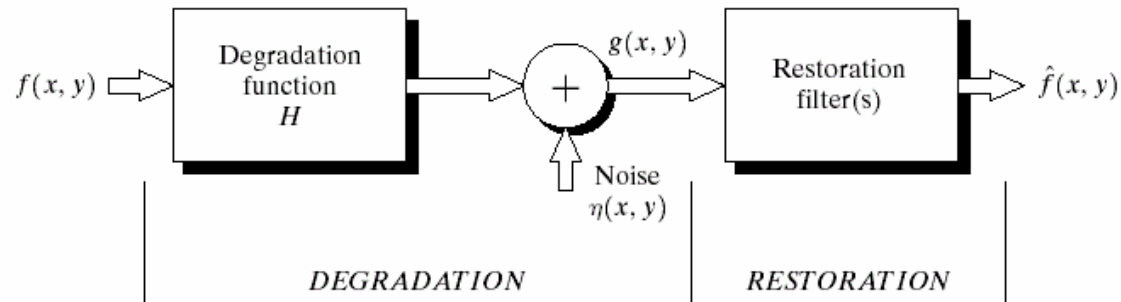 f(x, y)
Degradation
function
H
+
g(x, y)
Noise
η(x, y)
Restoration
filter(s)
f̂(x, y)
DEGRADATION
RESTORATION